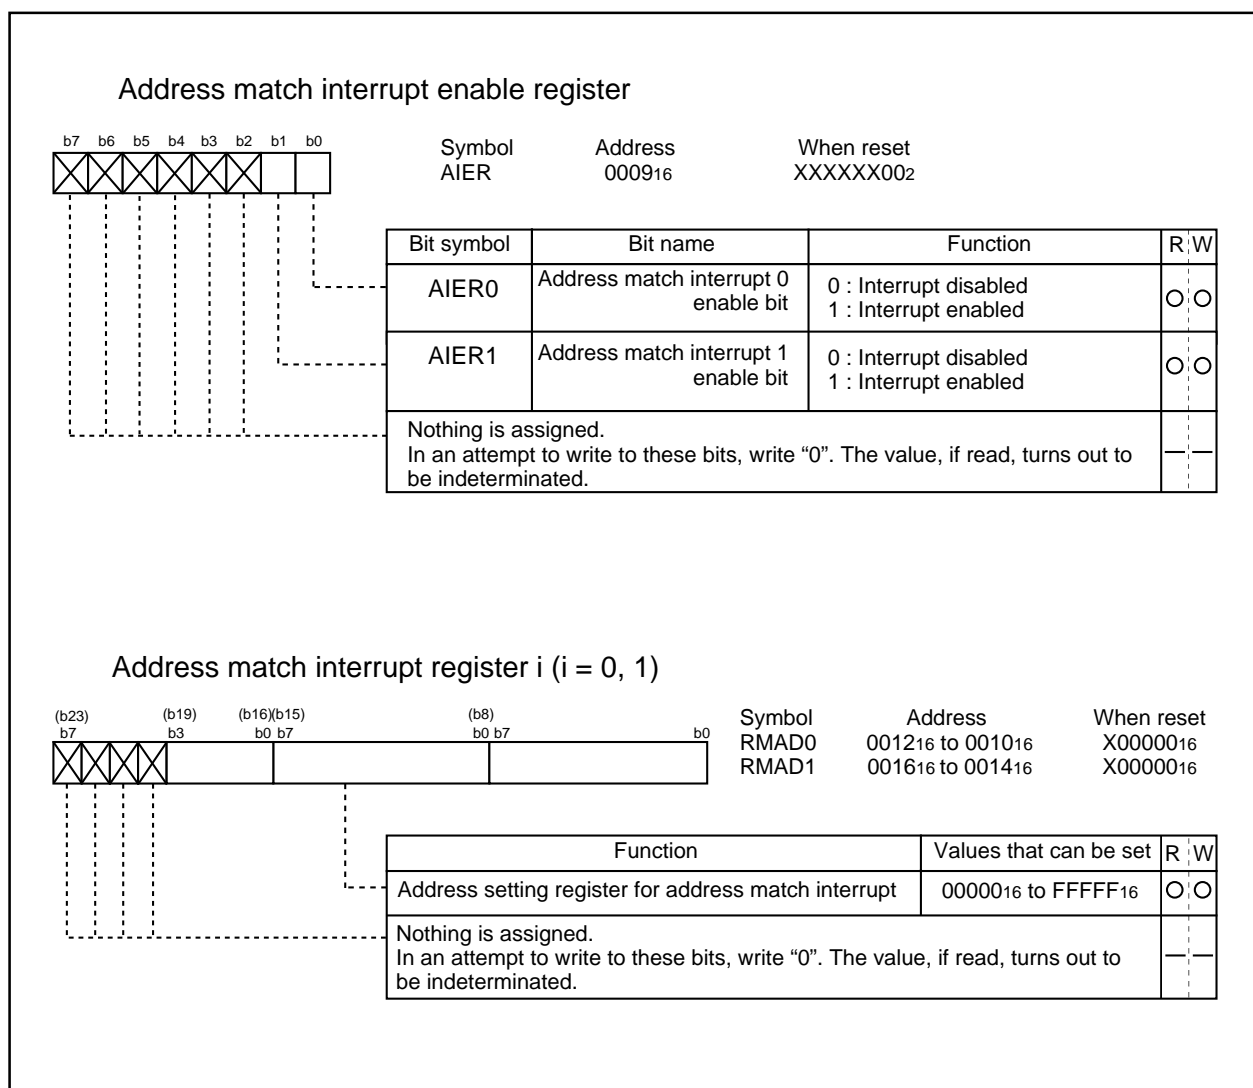 Address match interrupt enable register
b7 b6 b5 b4 b3 b2 b1 b0
Symbol Address When reset
AIER 000916 XXXXXX002
Bit symbol Bit name Function R W
AIER0 Address match interrupt 0 enable bit 0 : Interrupt disabled
1 : Interrupt enabled
AIER1 Address match interrupt 1 enable bit 0 : Interrupt disabled
1 : Interrupt enabled
Nothing is assigned.
In an attempt to write to these bits, write “0”. The value, if read, turns out to
be indeterminated.
Address match interrupt register i (i = 0, 1)
(b23) (b19) (b16)(b15) (b8)
b7 b3 b0 b7 b0 b7 b0
Symbol Address When reset
RMAD0 001216 to 001016 X0000016
RMAD1 001616 to 001416 X0000016
Function Values that can be set R W
Address setting register for address match interrupt 0000016 to FFFFF16
Nothing is assigned.
In an attempt to write to these bits, write “0”. The value, if read, turns out to
be indeterminated.